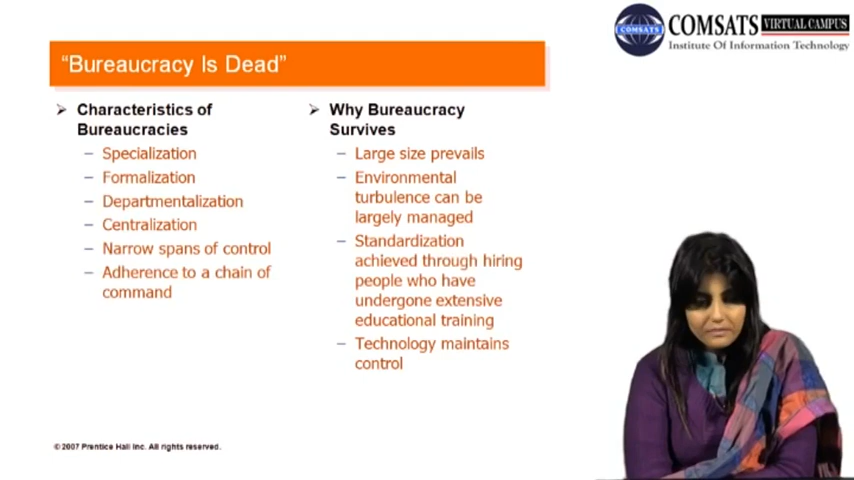 COMSATS VIRTUAL CAMPUS
Institute Of Information Technology
COMSATS
"Bureaucracy Is Dead"
➢ Characteristics of
Bureaucracies
– Specialization
– Formalization
– Departmentalization
– Centralization
– Narrow spans of control
– Adherence to a chain of
command
➢ Why Bureaucracy
Survives
– Large size prevails
– Environmental
turbulence can be
largely managed
– Standardization
achieved through hiring
people who have
undergone extensive
educational training
– Technology maintains
control
© 2007 Prentice Hall Inc. All rights reserved.